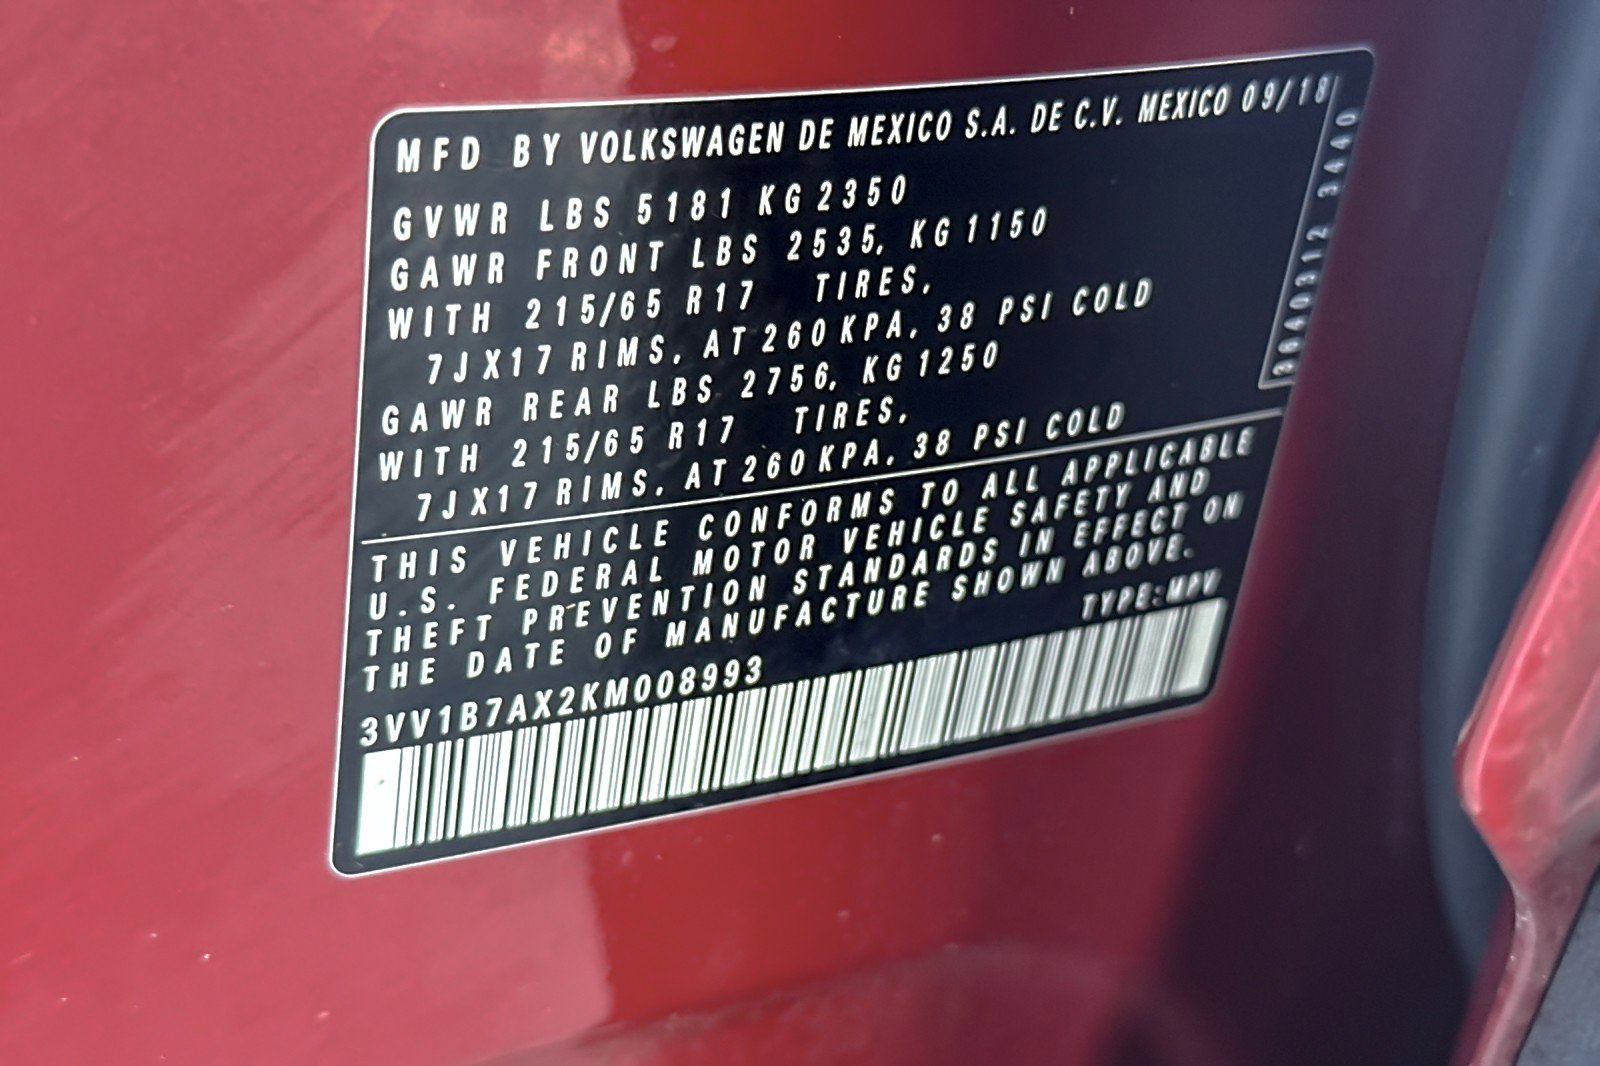 MFD BY VOLKSWAGEN DE MEXICO S.A. DE C.V. MEXICO 09/18
GVWR LBS 5181 KG 2350
GAWR FRONT LBS 2535, KG 1150
WITH 215/65 R17 TIRES,
7JX17 RIMS, AT 260 KPA, 38 PSI COLD
GAWR REAR LBS 2756, KG 1250
WITH 215/65 R17 TIRES,
7JX17 RIMS, AT 260 KPA, 38 PSI COLD
36403 12 3440
THIS VEHICLE CONFORMS TO ALL APPLICABLE
U.S. FEDERAL MOTOR VEHICLE SAFETY AND
THEFT PREVENTION STANDARDS IN EFFECT ON
THE DATE OF MANUFACTURE SHOWN ABOVE.
TYPE:MPV
3VV1B7AX2KM008993